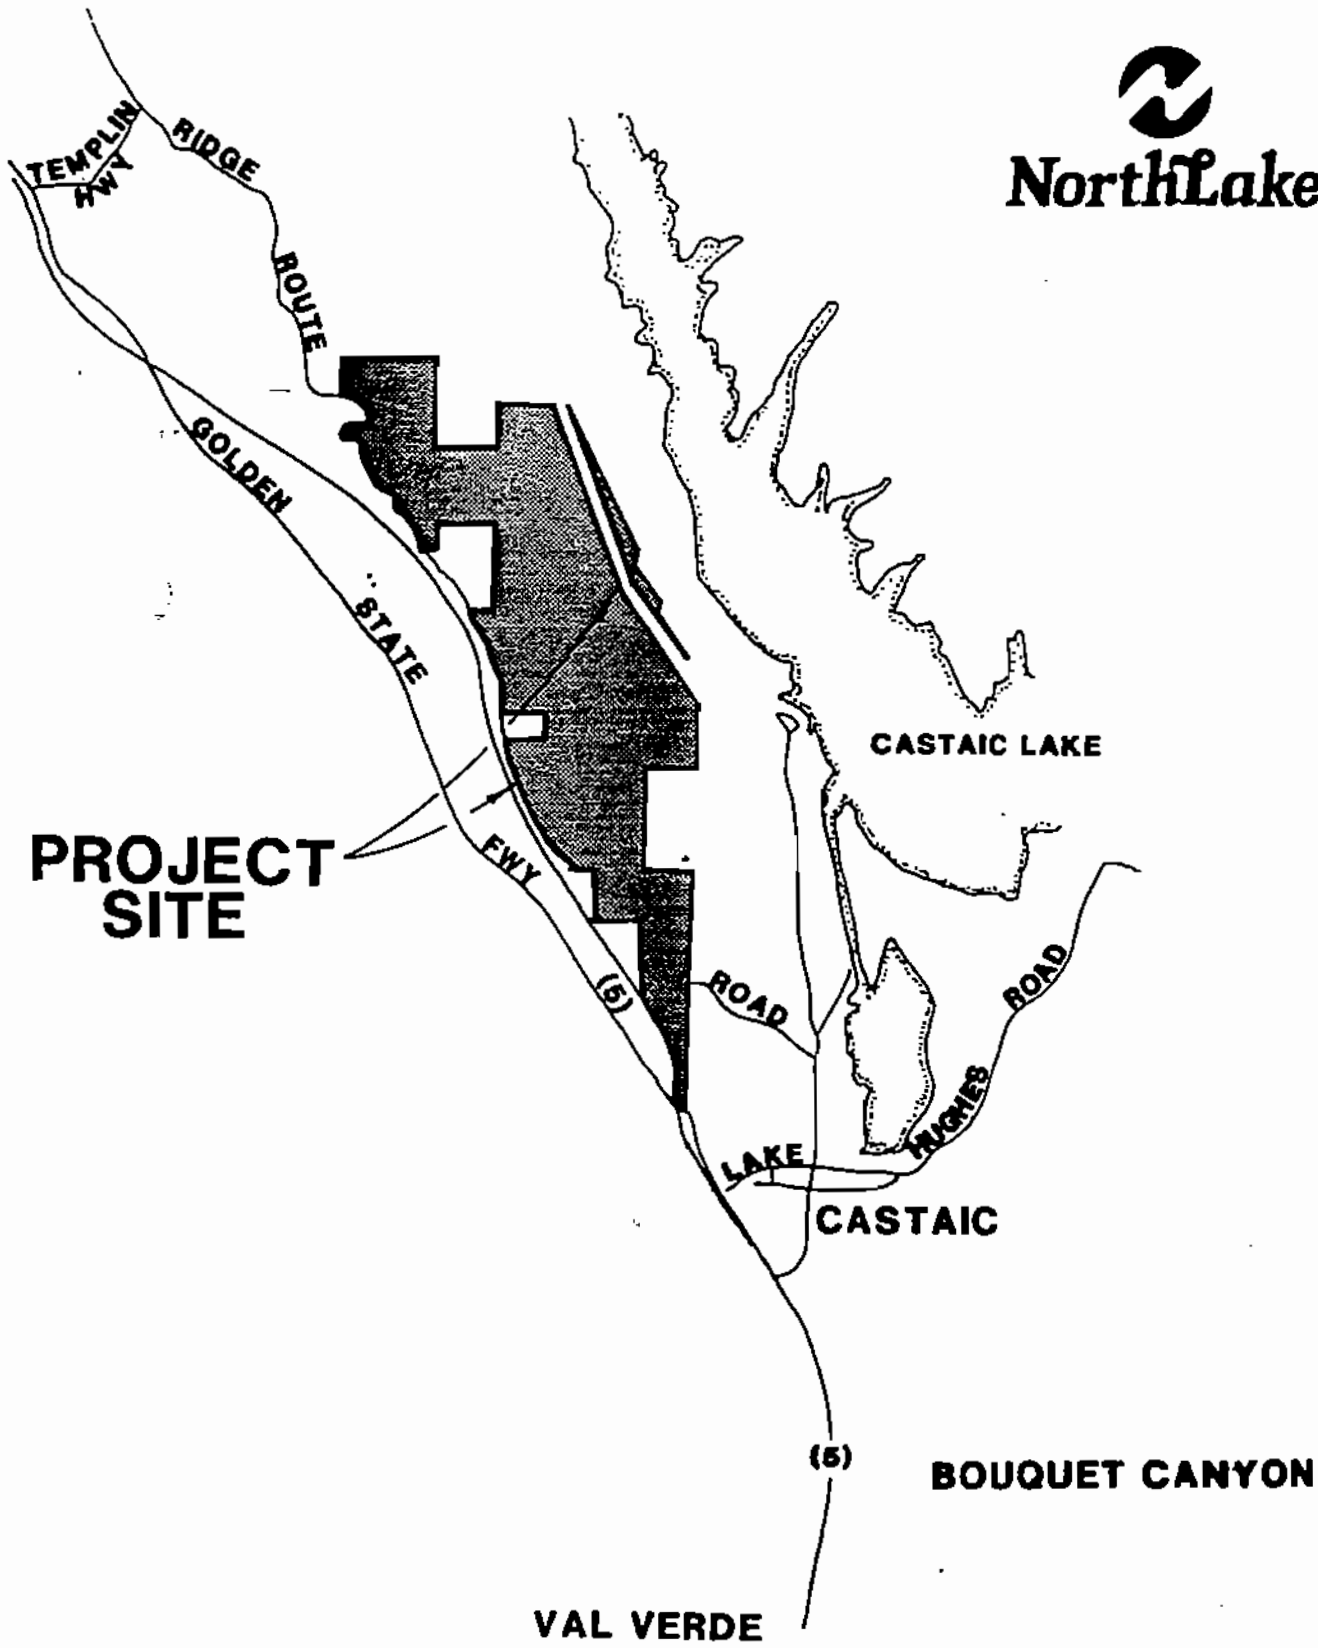 NorthLake
TEMPLIN
HWY
RIDGE
ROUTE
GOLDEN
STATE
FWY
(5)
CASTAIC LAKE
PROJECT
SITE
ROAD
ROAD
HUGHES
LAKE
CASTAIC
(5)
BOUQUET CANYON
VAL VERDE